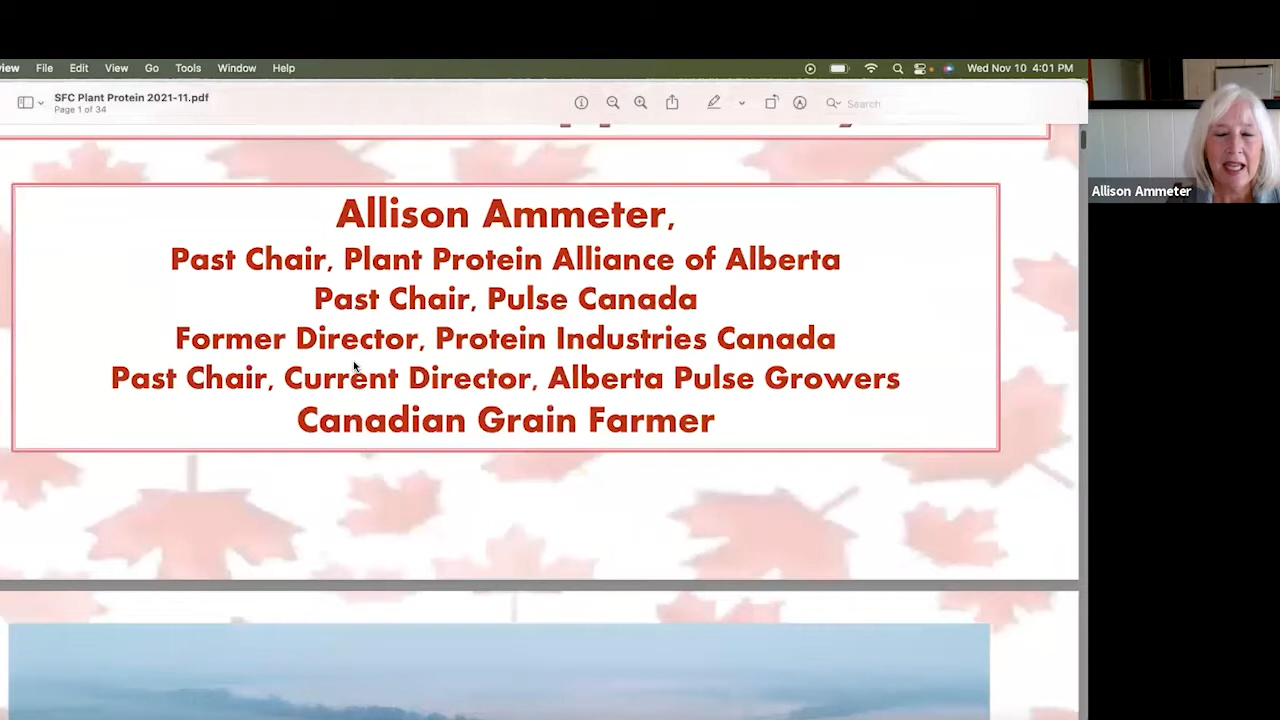 View File Edit View Go Tools Window Help Wed Nov 10 4:01 PM
SFC Plant Protein 2021-11.pdf
Page 1 of 34
Search
Allison Ammeter,
Past Chair, Plant Protein Alliance of Alberta
Past Chair, Pulse Canada
Former Director, Protein Industries Canada
Past Chair, Current Director, Alberta Pulse Growers
Canadian Grain Farmer
Allison Ammeter